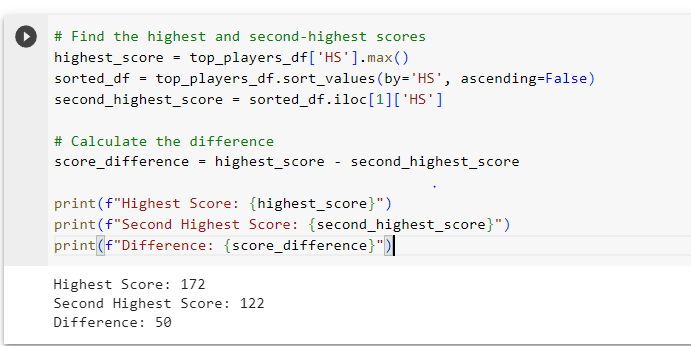 # Find the highest and second-highest scores
highest_score = top_players_df['HS'].max()
sorted_df = top_players_df.sort_values(by='HS', ascending=False)
second_highest_score = sorted_df.iloc[1]['HS']
# Calculate the difference
score_difference = highest_score - second_highest_score
print(f"Highest Score: {highest_score}")
print(f"Second Highest Score: {second_highest_score}")
print(f"Difference: {score_difference}")
Highest Score: 172
Second Highest Score: 122
Difference: 50